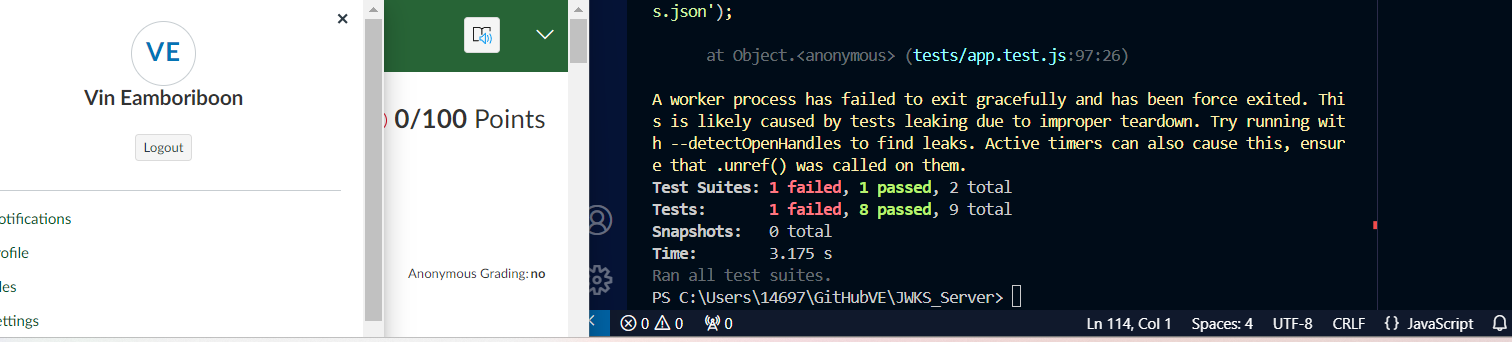 ×
VE
Vin Eamboriboon
Logout
otifications
rofile
les
ettings
0/100 Points
Anonymous Grading: no
s.json');
at Object.<anonymous> (tests/app.test.js:97:26)
A worker process has failed to exit gracefully and has been force exited. Thi
s is likely caused by tests leaking due to improper teardown. Try running wit
h --detectOpenHandles to find leaks. Active timers can also cause this, ensur
e that .unref() was called on them.
Test Suites: 1 failed, 1 passed, 2 total
Tests: 1 failed, 8 passed, 9 total
Snapshots: 0 total
Time: 3.175 s
Ran all test suites.
PS C:\Users\14697\GitHubVE\JWKS_Server>
0 0 0 Ln 114, Col 1 Spaces: 4 UTF-8 CRLF {} JavaScript